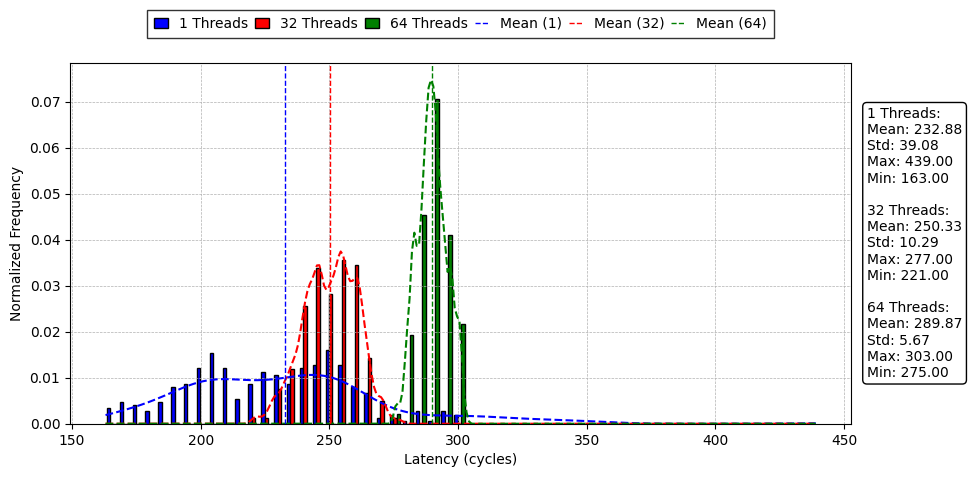 1 Threads 32 Threads 64 Threads Mean (1) Mean (32) Mean (64)
Normalized Frequency
0.07
0.06
0.05
0.04
0.03
0.02
0.01
0.00
150 200 250 300 350 400 450
Latency (cycles)
1 Threads:
Mean: 232.88
Std: 39.08
Max: 439.00
Min: 163.00
32 Threads:
Mean: 250.33
Std: 10.29
Max: 277.00
Min: 221.00
64 Threads:
Mean: 289.87
Std: 5.67
Max: 303.00
Min: 275.00